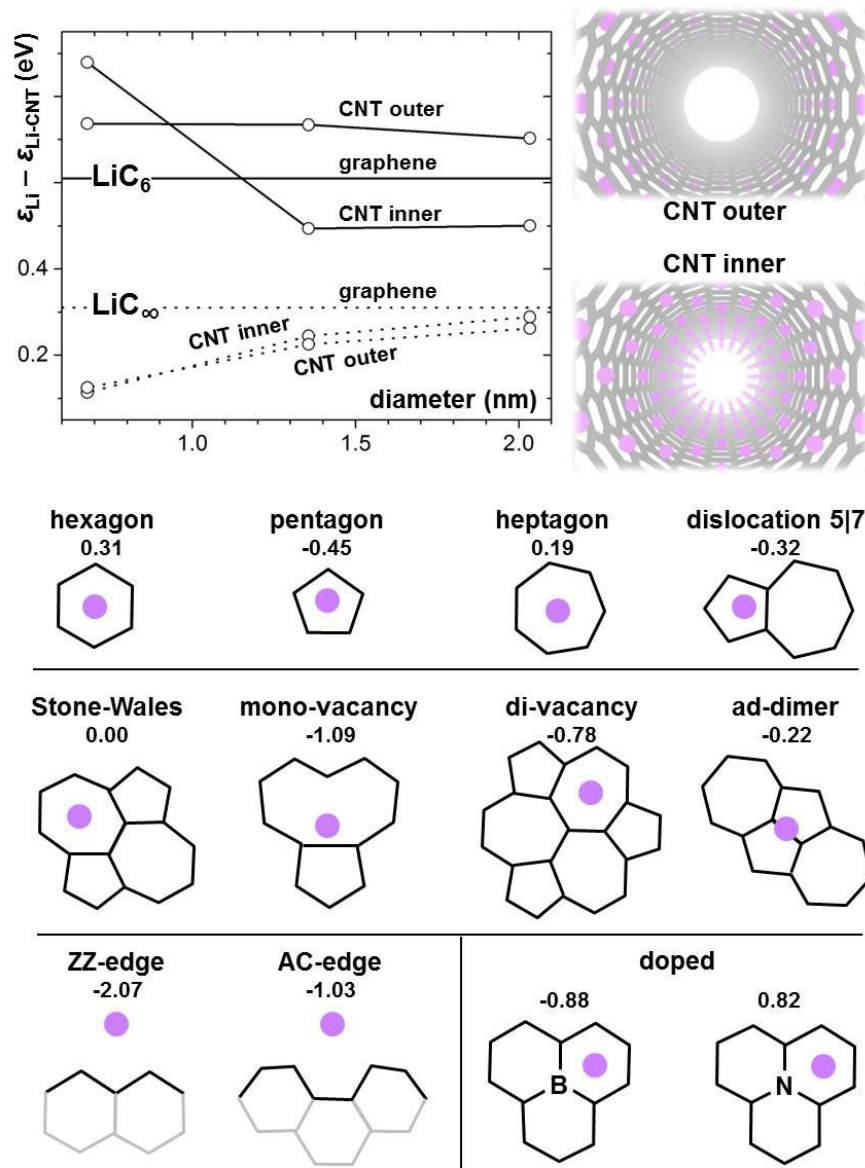 ε_Li – ε_Li-CNT (eV)
CNT outer
graphene
LiC₆
CNT inner
0.4
graphene
LiC∞
CNT inner
CNT outer
0.2
diameter (nm)
1.0 1.5 2.0
CNT outer
CNT inner
hexagon pentagon heptagon dislocation 5|7
0.31 -0.45 0.19 -0.32
Stone-Wales mono-vacancy di-vacancy ad-dimer
0.00 -1.09 -0.78 -0.22
ZZ-edge AC-edge doped
-2.07 -1.03 -0.88 0.82
B N